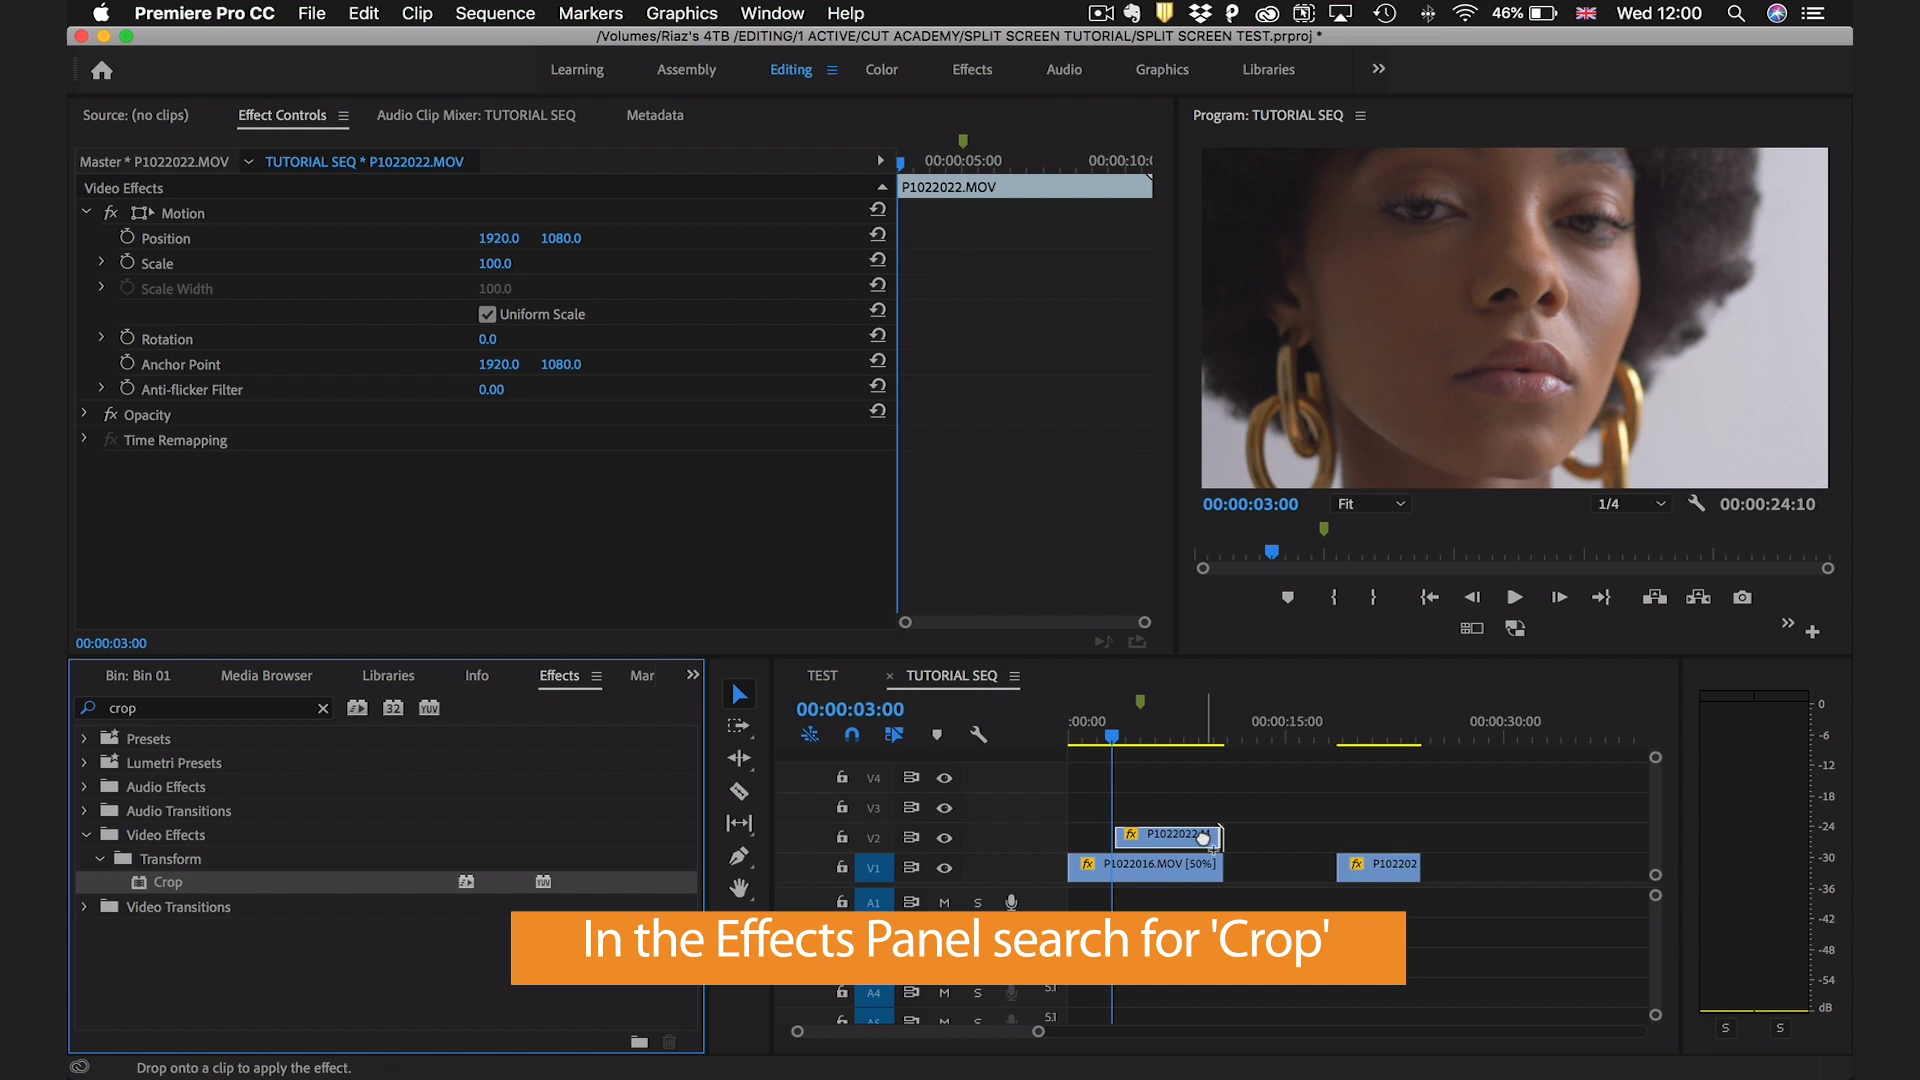 Premiere Pro CC File Edit Clip Sequence Markers Graphics Window Help 46% Wed 12:00
/Volumes/Riaz's 4TB /EDITING/1 ACTIVE/CUT ACADEMY/SPLIT SCREEN TUTORIAL/SPLIT SCREEN TEST.prproj *
Learning Assembly Editing Color Effects Audio Graphics Libraries
Source: (no clips) Effect Controls Audio Clip Mixer: TUTORIAL SEQ Metadata
Program: TUTORIAL SEQ
Master * P1022022.MOV TUTORIAL SEQ * P1022022.MOV
00:00:05:00 00:00:10:0
Video Effects
P1022022.MOV
fx Motion
Position 1920.0 1080.0
Scale 100.0
Scale Width 100.0
Uniform Scale
Rotation 0.0
Anchor Point 1920.0 1080.0
Anti-flicker Filter 0.00
fx Opacity
fx Time Remapping
00:00:03:00
00:00:03:00 Fit 1/4 00:00:24:10
Bin: Bin 01 Media Browser Libraries Info Effects Mar
crop
32 YUV
Presets
Lumetri Presets
Audio Effects
Audio Transitions
Video Effects
Transform
Crop
YUV
Video Transitions
TEST × TUTORIAL SEQ
00:00:03:00
:00:00 00:00:15:00 00:00:30:00
V4
V3
V2 fx P1022022.M
V1 fx P1022016.MOV [50%] fx P102202
A1 M S
In the Effects Panel search for 'Crop'
A4 M S 5.1
A5 M S 5.1
0
-6
-12
-18
-24
-30
-36
-42
-48
-54
dB
S S
Drop onto a clip to apply the effect.